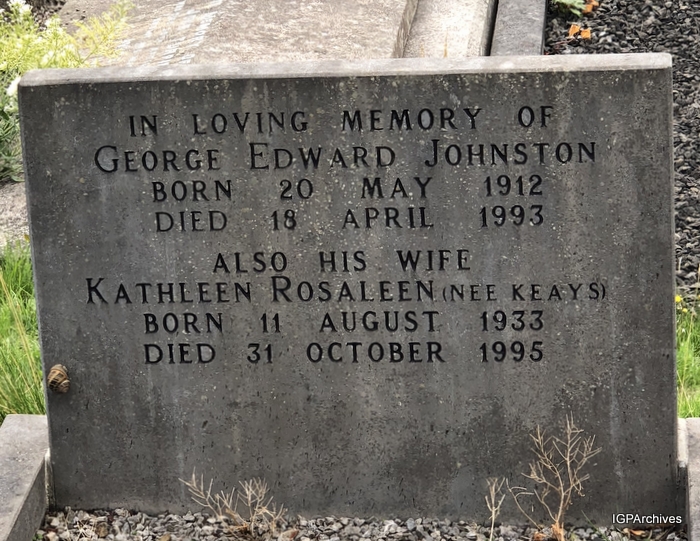 IN LOVING MEMORY OF
GEORGE EDWARD JOHNSTON
BORN 20 MAY 1912
DIED 18 APRIL 1993
ALSO HIS WIFE
KATHLEEN ROSALEEN (NEE KEAYS)
BORN 11 AUGUST 1933
DIED 31 OCTOBER 1995
IGPArchives